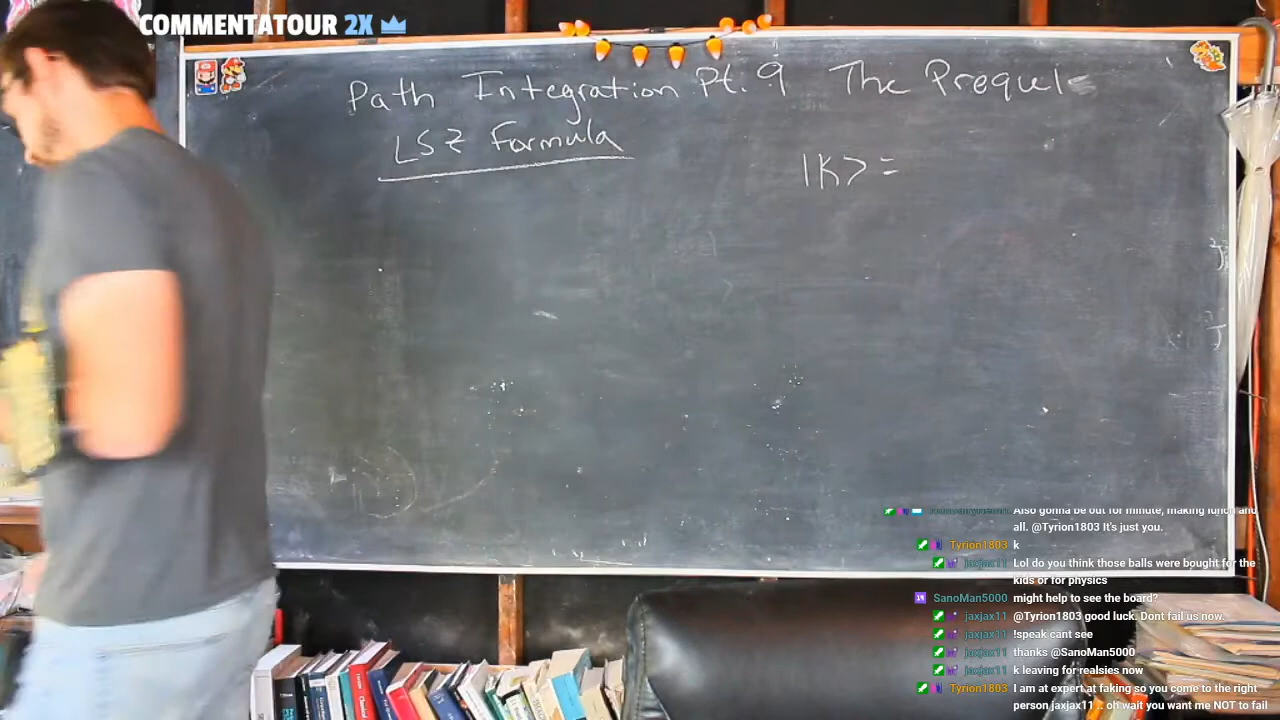 COMMENTATOUR 2X
Path Integration Pt. 9 The Prequel
LSZ Formula
|K> =
Also gonna be out for minute, making lunch and
all. @Tyrion1803 It's just you.
Tyrion1803 k
jaxjax11 Lol do you think those balls were bought for the
kids or for physics
SanoMan5000 might help to see the board?
jaxjax11 @Tyrion1803 good luck. Dont fail us now.
jaxjax11 !speak cant see
jaxjax11 thanks @SanoMan5000
jaxjax11 k leaving for realsies now
Tyrion1803 I am at expert at faking so you come to the right
person jaxjax11 .. oh wait you want me NOT to fail